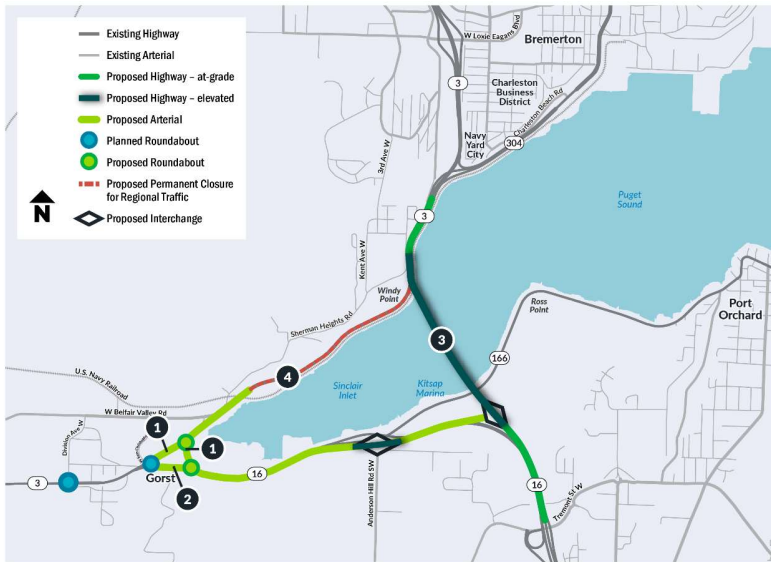 Existing Highway
Existing Arterial
Proposed Highway – at-grade
Proposed Highway – elevated
Proposed Arterial
Planned Roundabout
Proposed Roundabout
Proposed Permanent Closure
for Regional Traffic
Proposed Interchange
N
W Loxie Eagans Blvd
Bremerton
3
Charleston
Business
District
Charleston Beach Rd
Navy
Yard
City
304
3rd Ave W
3
Puget
Sound
Kent Ave W
Windy
Point
Ross
Point
Port
Orchard
Sherman Heights Rd
3
166
4
U.S. Navy Railroad
Sinclair
Inlet
Kitsap
Marina
W Belfair Valley Rd
Division Ave W
1
1
16
3
Gorst
2
Anderson Hill Rd SW
16
Tremont St W